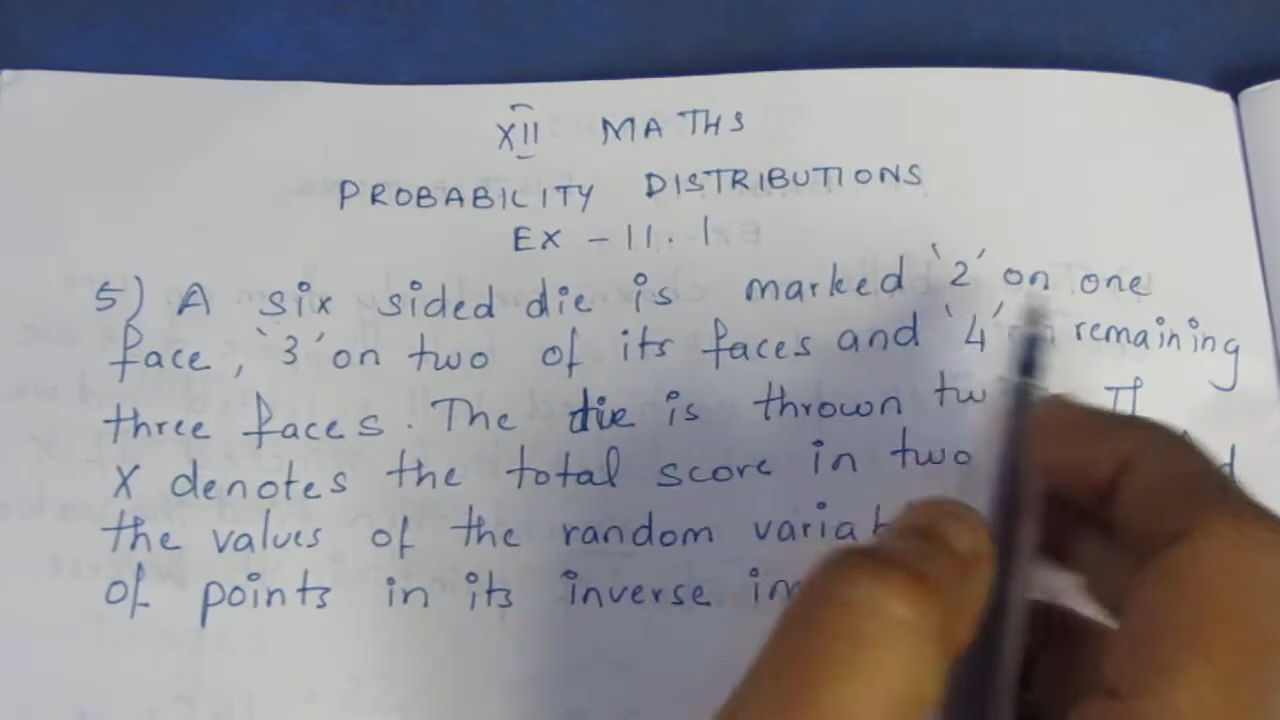 XII MATHS
PROBABILITY DISTRIBUTIONS
EX - 11.1
5) A six sided die is marked '2' on one
face, '3' on two of its faces and '4' remaining
three faces. The die is thrown If
X denotes the total score in two
the values of the random
of points in its inverse